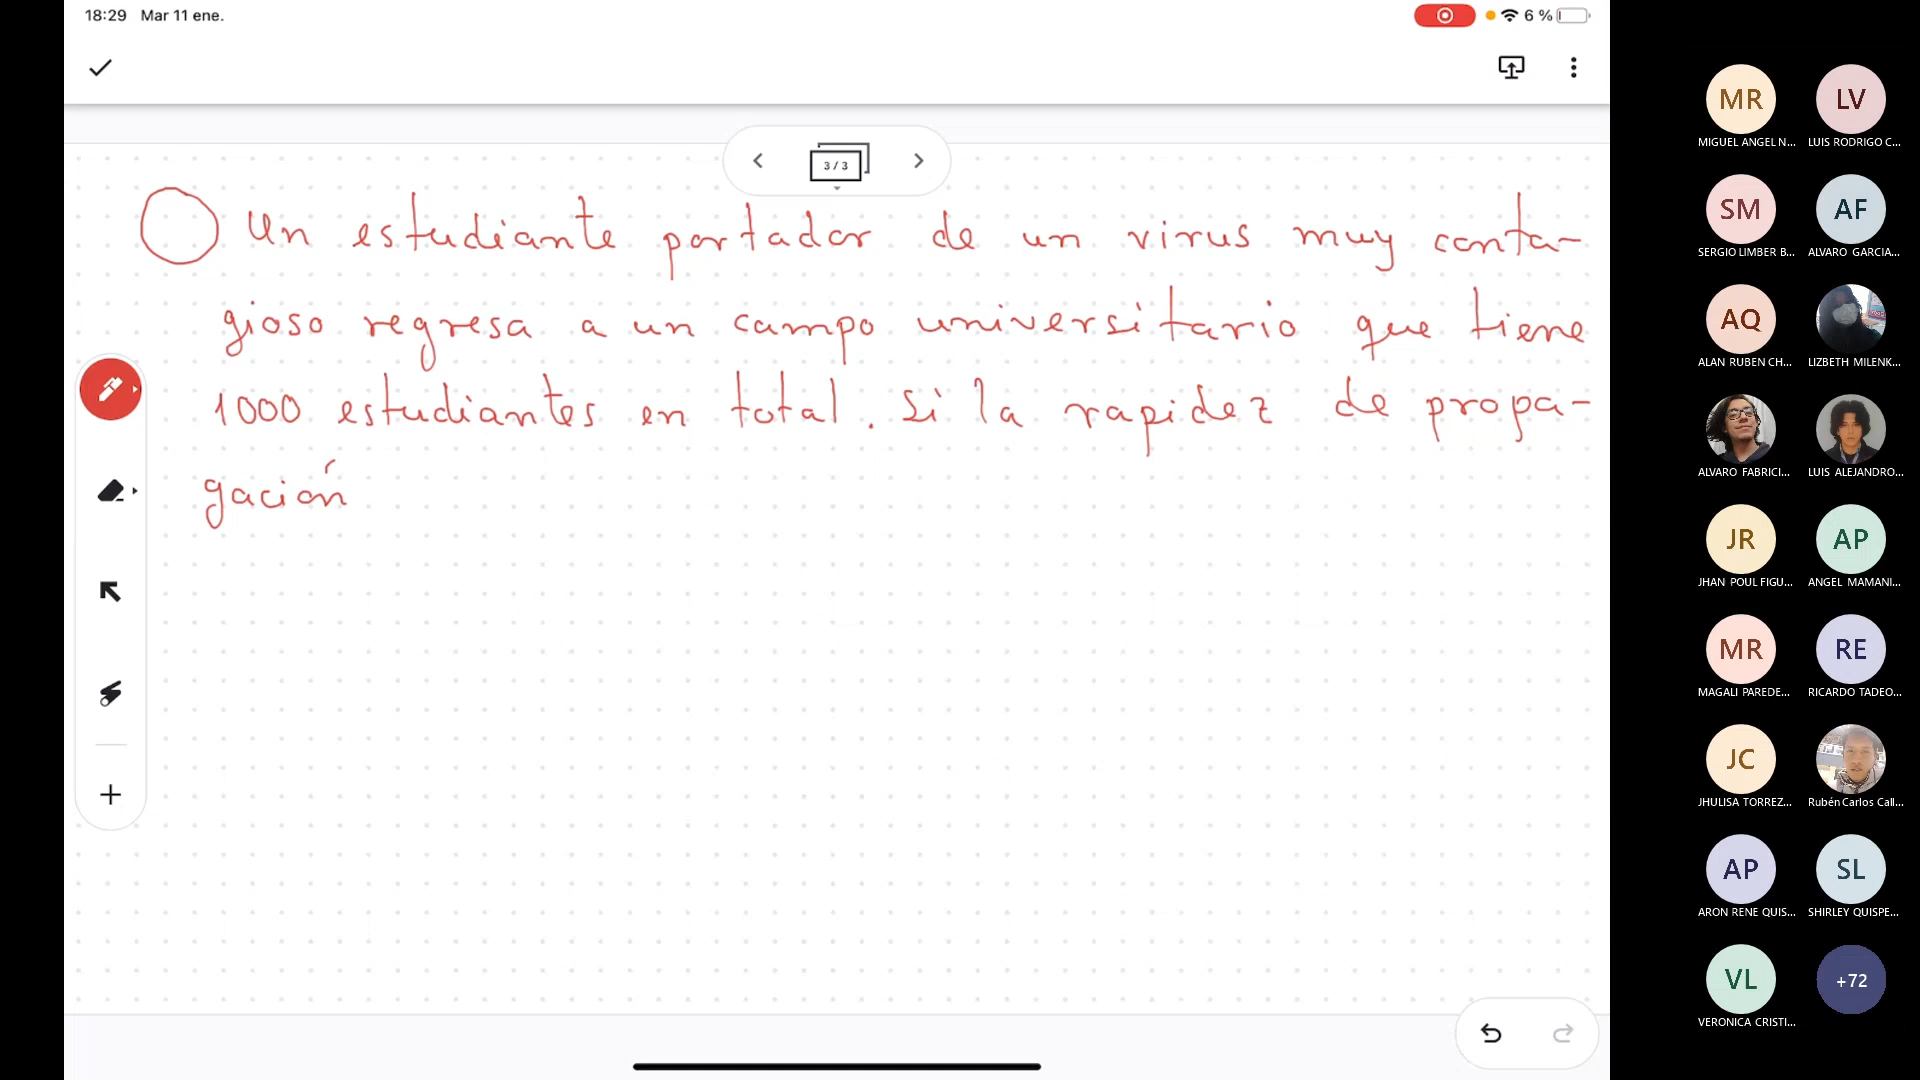 18:29 Mar 11 ene.
6 %
3 / 3
Un estudiante portador de un virus muy conta-
gioso regresa a un campo universitario que tiene
1000 estudiantes en total. Si la rapidez de propa-
gación
MR LV
MIGUEL ANGEL N... LUIS RODRIGO C...
SM AF
SERGIO LIMBER B... ALVARO GARCIA...
AQ
ALAN RUBEN CH... LIZBETH MILENK...
ALVARO FABRICI... LUIS ALEJANDRO...
JR AP
JHAN POUL FIGU... ANGEL MAMANI...
MR RE
MAGALI PAREDE... RICARDO TADEO...
JC
JHULISA TORREZ... Rubén Carlos Call...
AP SL
ARON RENE QUIS... SHIRLEY QUISPE...
VL +72
VERONICA CRISTI...